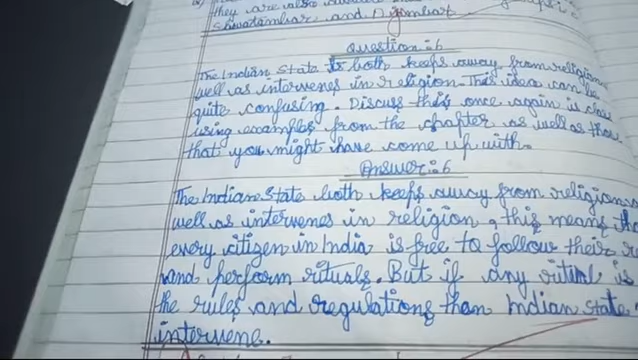 they are also
Shwetambar and Digambar
Question:6
The Indian State is both keeps away from religion
well as intervenes in religion. This idea can be
quite confusing. Discuss this once again in class
using examples from the chapter as well as those
that you might have come up with.
Answer:6
The Indian State both keeps away from religion as
well as intervenes in religion, this means tha
every citizen in India is free to follow their re
and perform rituals. But if any ritual is
the rules and regulations then Indian State
intervene.